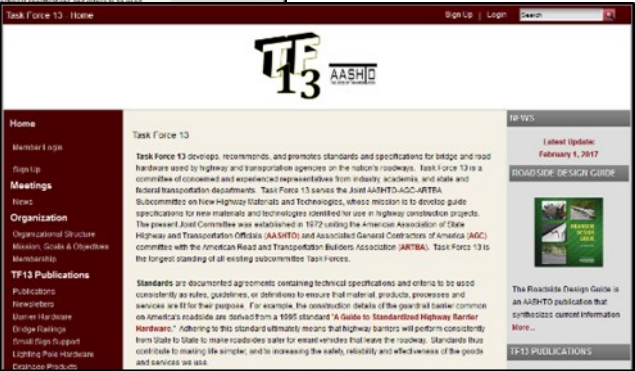 Task Force 13 - Home
Sign Up | Login
Search
TF
13
AASHTO
Home
Member Login
Sign Up
Meetings
News
Organization
Organizational Structure
Mission, Goals & Objectives
Membership
TF13 Publications
Publications
Newsletters
Barrier Hardware
Bridge Railings
Small Sign Support
Lighting Pole Hardware
Drainage Products
Task Force 13
Task Force 13 develops, recommends, and promotes standards and specifications for bridge and road
hardware used by highway and transportation agencies on the nation's roadways. Task Force 13 is a
committee of concerned and experienced representatives from industry, academia, and state and
federal transportation departments. Task Force 13 serves the Joint AASHTO-AGC-ARTBA
Subcommittee on New Highway Materials and Technologies, whose mission is to develop guide
specifications for new materials and technologies identified for use in highway construction projects.
The present Joint Committee was established in 1972 uniting the American Association of State
Highway and Transportation Officials (AASHTO) and Associated General Contractors of America (AGC)
committee with the American Road and Transportation Builders Association (ARTBA). Task Force 13 is
the longest standing of all existing subcommittee Task Forces.
Standards are documented agreements containing technical specifications and criteria to be used
consistently as rules, guidelines, or definitions to ensure that material, products, processes and
services are fit for their purpose. For example, the construction details of the guardrail barrier common
on America's roadside are derived from a 1995 standard "A Guide to Standardized Highway Barrier
Hardware." Adhering to this standard ultimately means that highway barriers will perform consistently
from State to State to make roadsides safer for errant vehicles that leave the roadway. Standards thus
contribute to making life simpler, and to increasing the safety, reliability and effectiveness of the goods
and services we use.
NEWS
Latest Update:
February 1, 2017
ROADSIDE DESIGN GUIDE
ROADSIDE
DESIGN
GUIDE
The Roadside Design Guide is
an AASHTO publication that
synthesizes current information
More...
TF13 PUBLICATIONS